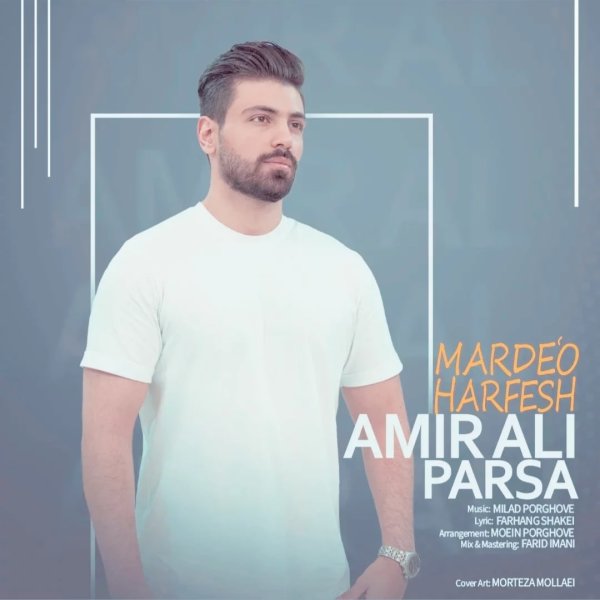 MARDE'O
HARFESH
AMIR ALI
PARSA
Music: MILAD PORGHOVE
Lyric: FARHANG SHAKEI
Arrangement: MOEIN PORGHOVE
Mix & Mastering: FARID IMANI
Cover Art: MORTEZA MOLLAEI